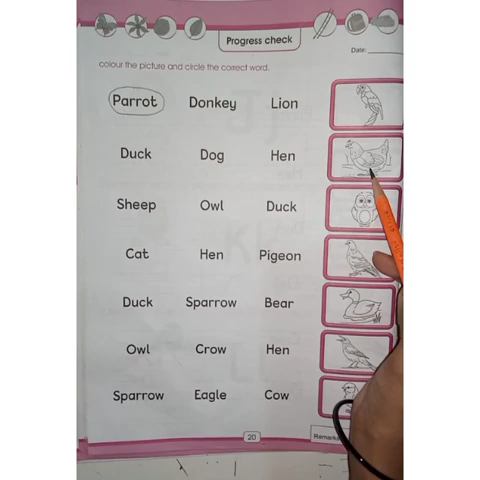 Progress check
Date:
colour the picture and circle the correct word.
Parrot Donkey Lion
Duck Dog Hen
Sheep Owl Duck
Cat Hen Pigeon
Duck Sparrow Bear
Owl Crow Hen
Sparrow Eagle Cow
20